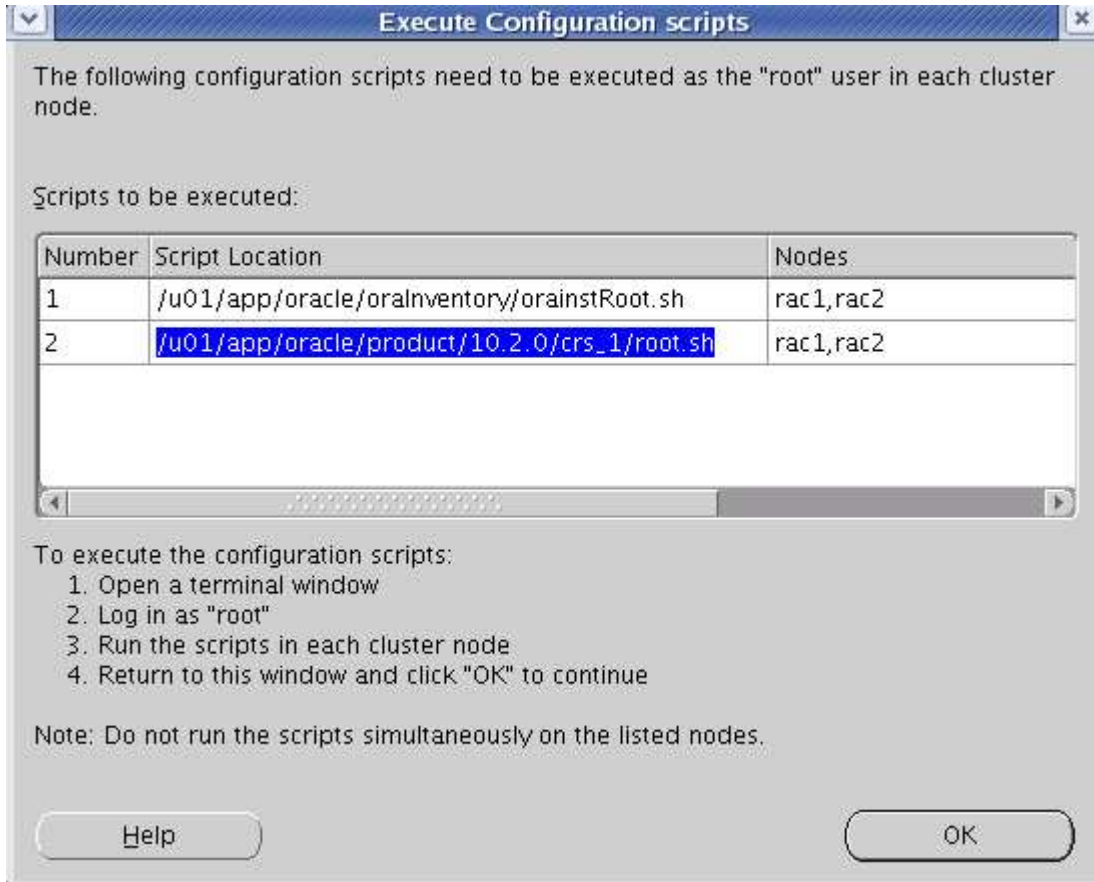 Execute Configuration scripts
The following configuration scripts need to be executed as the "root" user in each cluster
node.
Scripts to be executed:
Number Script Location Nodes
1 /u01/app/oracle/oraInventory/orainstRoot.sh rac1,rac2
2 /u01/app/oracle/product/10.2.0/crs_1/root.sh rac1,rac2
To execute the configuration scripts:
1. Open a terminal window
2. Log in as "root"
3. Run the scripts in each cluster node
4. Return to this window and click "OK" to continue
Note: Do not run the scripts simultaneously on the listed nodes.
Help OK